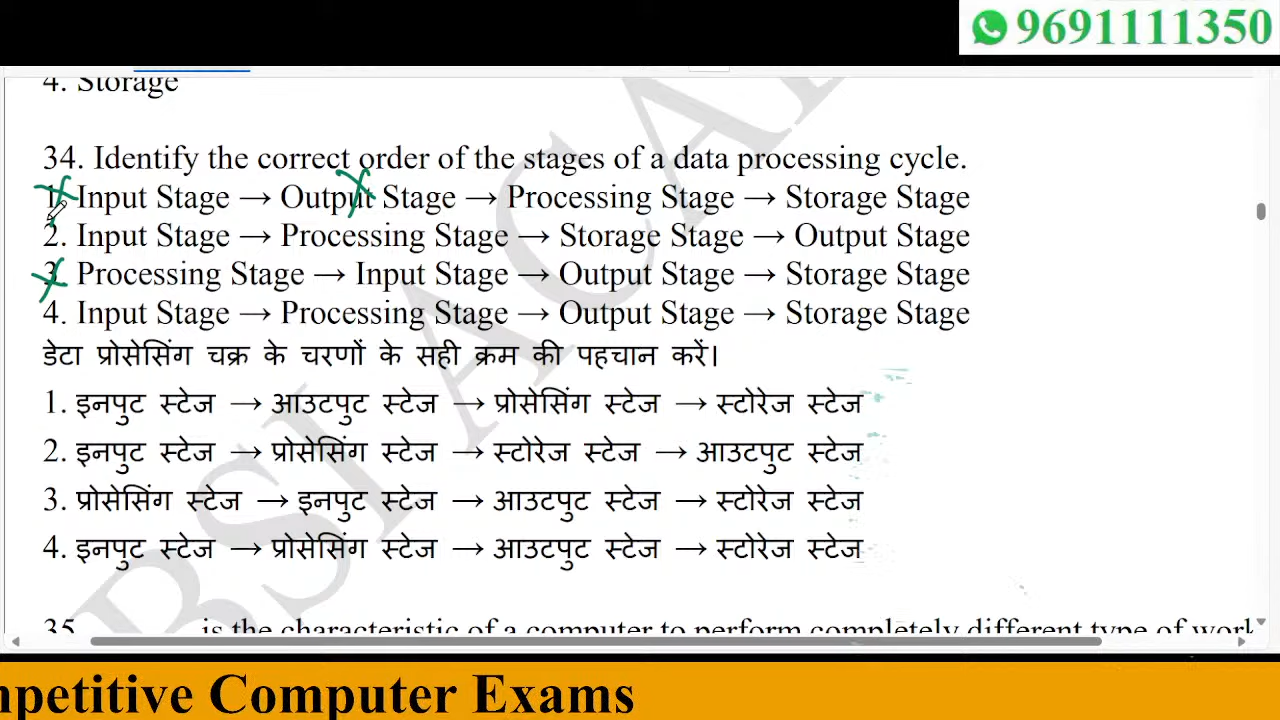 9691111350
4. Storage
34. Identify the correct order of the stages of a data processing cycle.
1. Input Stage → Output Stage → Processing Stage → Storage Stage
2. Input Stage → Processing Stage → Storage Stage → Output Stage
3. Processing Stage → Input Stage → Output Stage → Storage Stage
4. Input Stage → Processing Stage → Output Stage → Storage Stage
डेटा प्रोसेसिंग चक्र के चरणों के सही क्रम की पहचान करें।
1. इनपुट स्टेज → आउटपुट स्टेज → प्रोसेसिंग स्टेज → स्टोरेज स्टेज
2. इनपुट स्टेज → प्रोसेसिंग स्टेज → स्टोरेज स्टेज → आउटपुट स्टेज
3. प्रोसेसिंग स्टेज → इनपुट स्टेज → आउटपुट स्टेज → स्टोरेज स्टेज
4. इनपुट स्टेज → प्रोसेसिंग स्टेज → आउटपुट स्टेज → स्टोरेज स्टेज
35. is the characteristic of a computer to perform completely different type of work
mpetitive Computer Exams